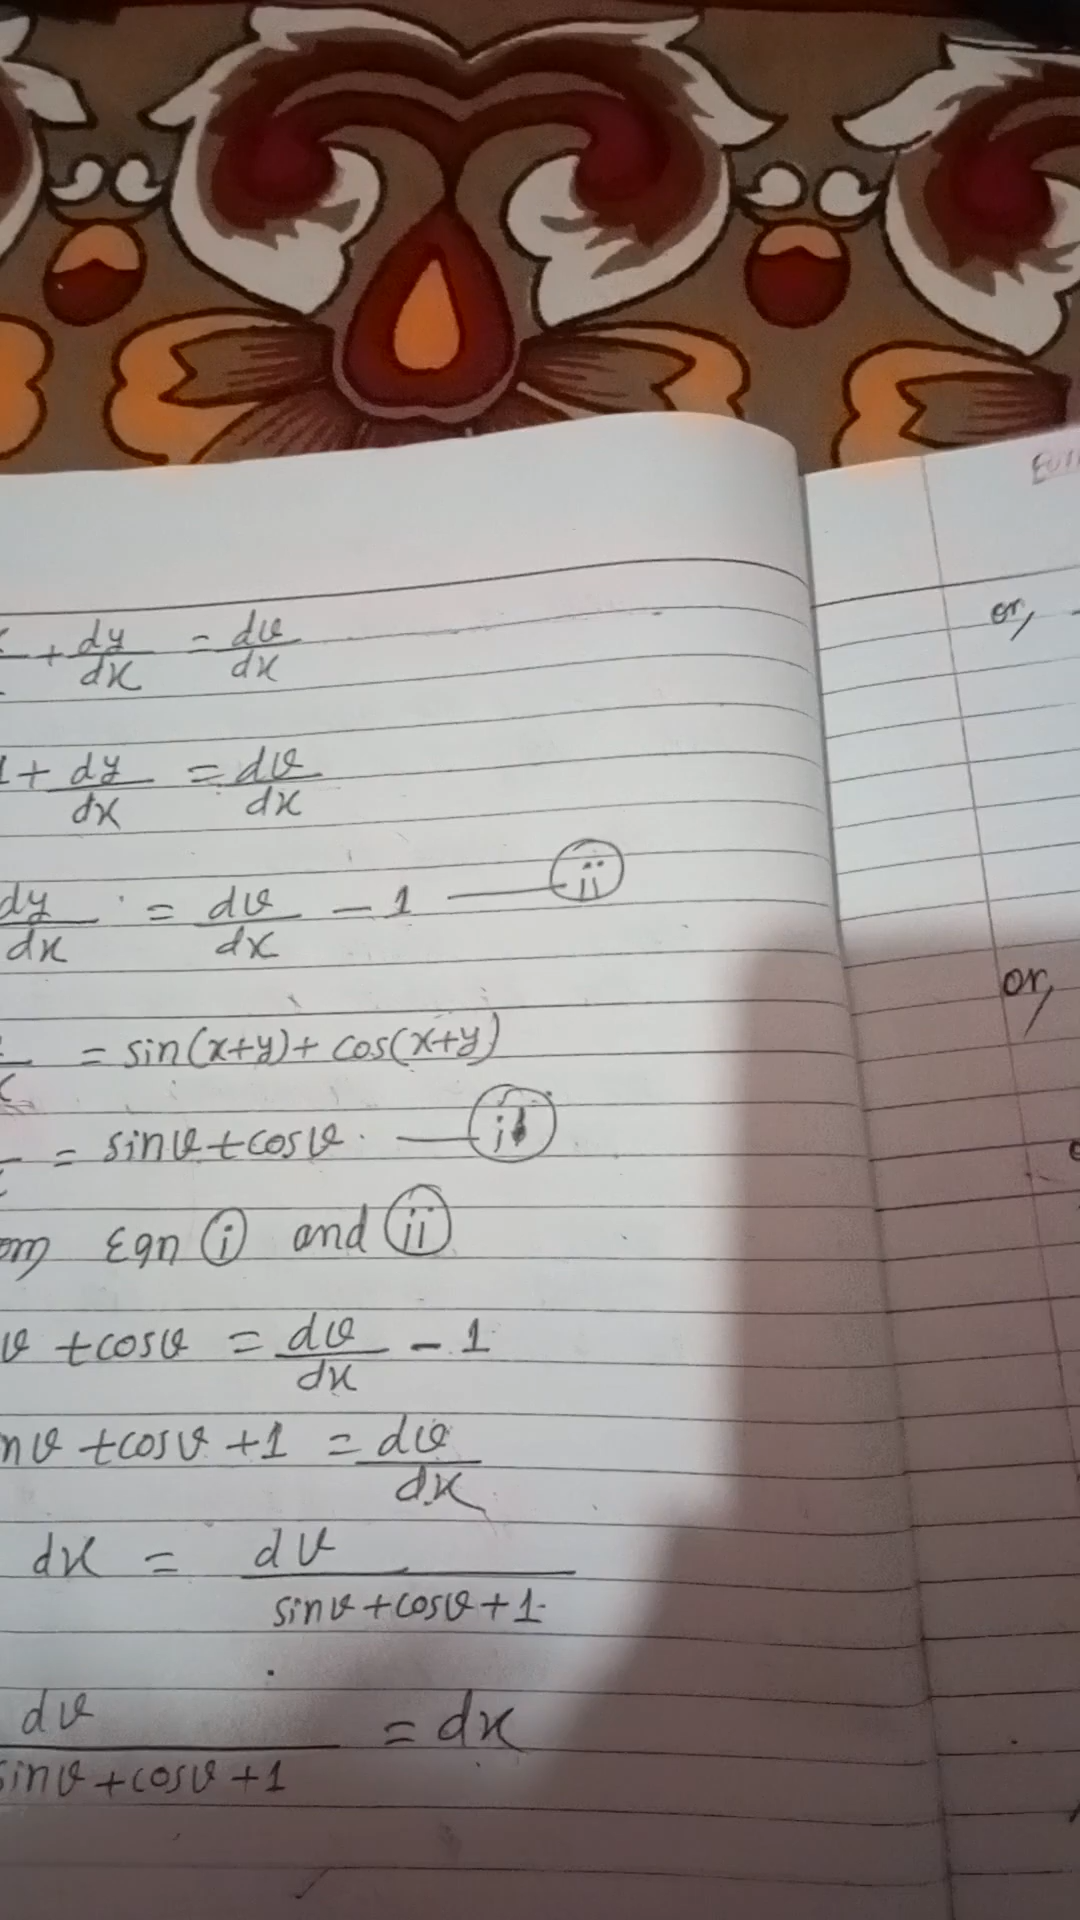 + dy/dx = dv/dx
1 + dy/dx = dv/dx
dy/dx = dv/dx - 1 —— (ii)
= sin(x+y) + cos(x+y)
= sinv + cosv. —— (i)
Eqn (i) and (ii)
v + cosv = dv/dx - 1
nv + cosv + 1 = dv/dx
dx = dv/(sinv + cosv + 1)
dv/(sinv + cosv + 1) = dx
or,
or,